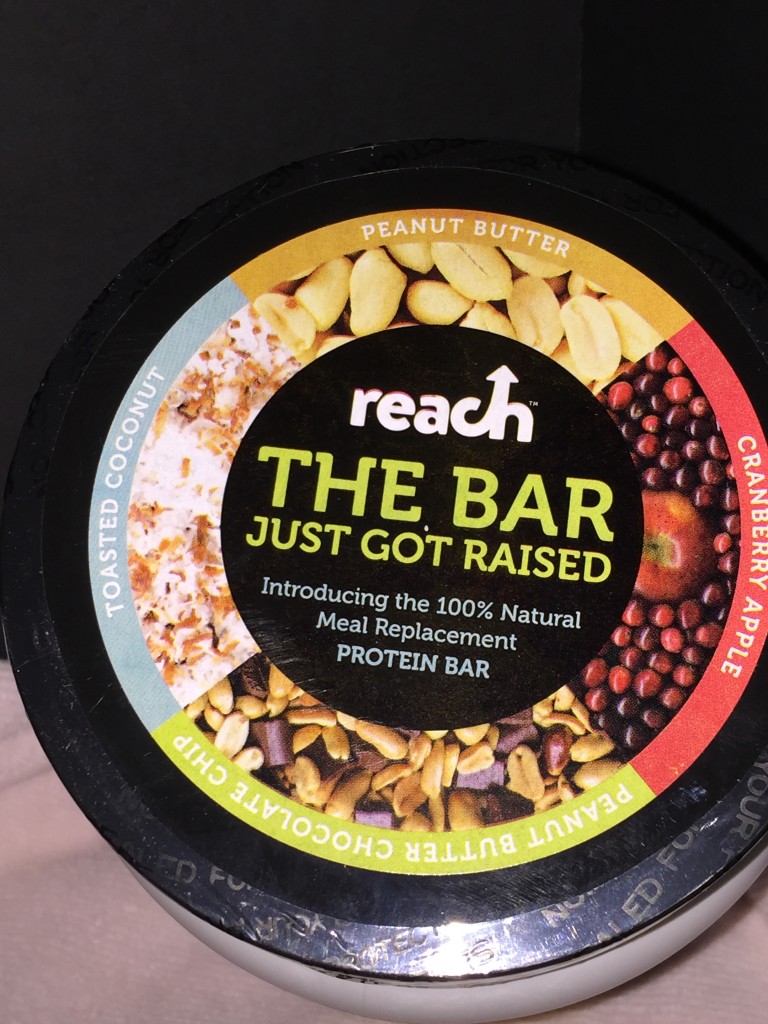 PEANUT BUTTER
CRANBERRY APPLE
PEANUT BUTTER CHOCOLATE CHIP
TOASTED COCONUT
reach™
THE BAR
JUST GOT RAISED
Introducing the 100% Natural
Meal Replacement
PROTEIN BAR